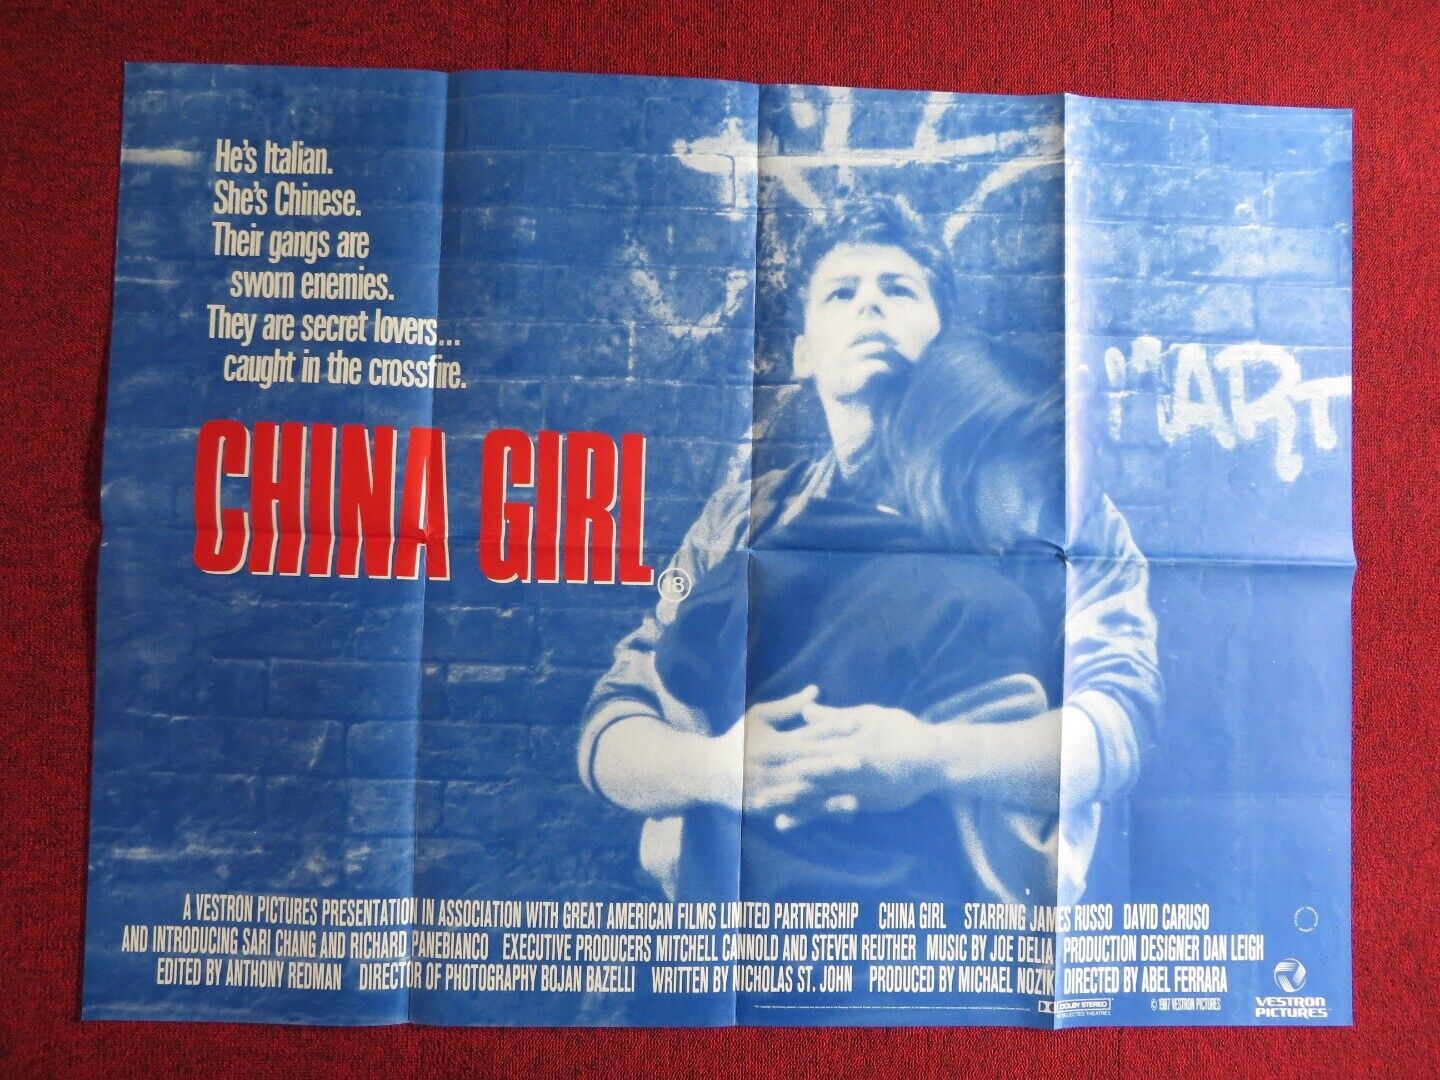 He's Italian.
She's Chinese.
Their gangs are
sworn enemies.
They are secret lovers...
caught in the crossfire.
CHINA GIRL
18
ART
A VESTRON PICTURES PRESENTATION IN ASSOCIATION WITH GREAT AMERICAN FILMS LIMITED PARTNERSHIP CHINA GIRL STARRING JAMES RUSSO DAVID CARUSO
AND INTRODUCING SARI CHANG AND RICHARD PANEBIANCO EXECUTIVE PRODUCERS MITCHELL CANNOLD AND STEVEN REUTHER MUSIC BY JOE DELIA PRODUCTION DESIGNER DAN LEIGH
EDITED BY ANTHONY REDMAN DIRECTOR OF PHOTOGRAPHY BOJAN BAZELLI WRITTEN BY NICHOLAS ST. JOHN PRODUCED BY MICHAEL NOZIK DIRECTED BY ABEL FERRARA
DOLBY STEREO
IN SELECTED THEATRES
© 1987 VESTRON PICTURES
VESTRON
PICTURES